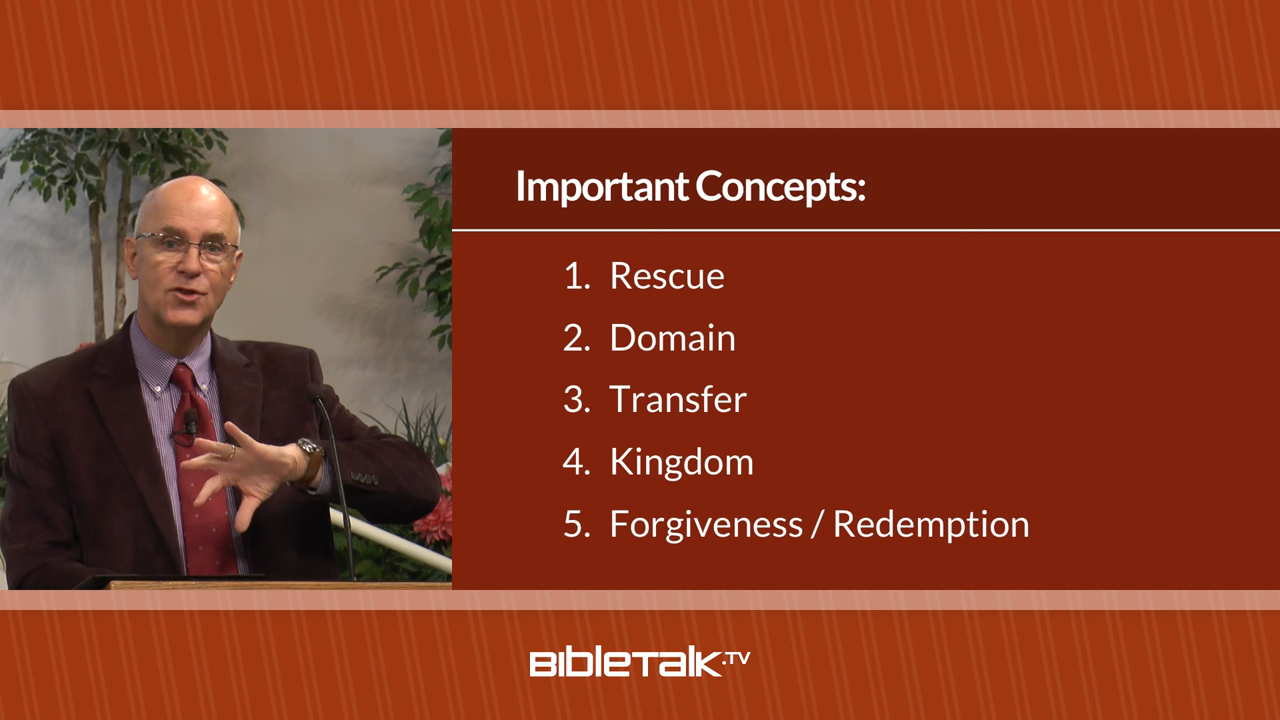 Important Concepts:
1. Rescue
2. Domain
3. Transfer
4. Kingdom
5. Forgiveness / Redemption
BibleTalk.TV